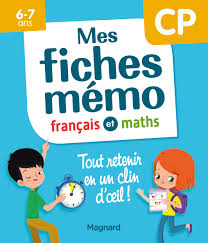 6-7
ans
CP
Mes
fiches
mémo
français et maths
Tout retenir
en un clin
d'œil !
Magnard